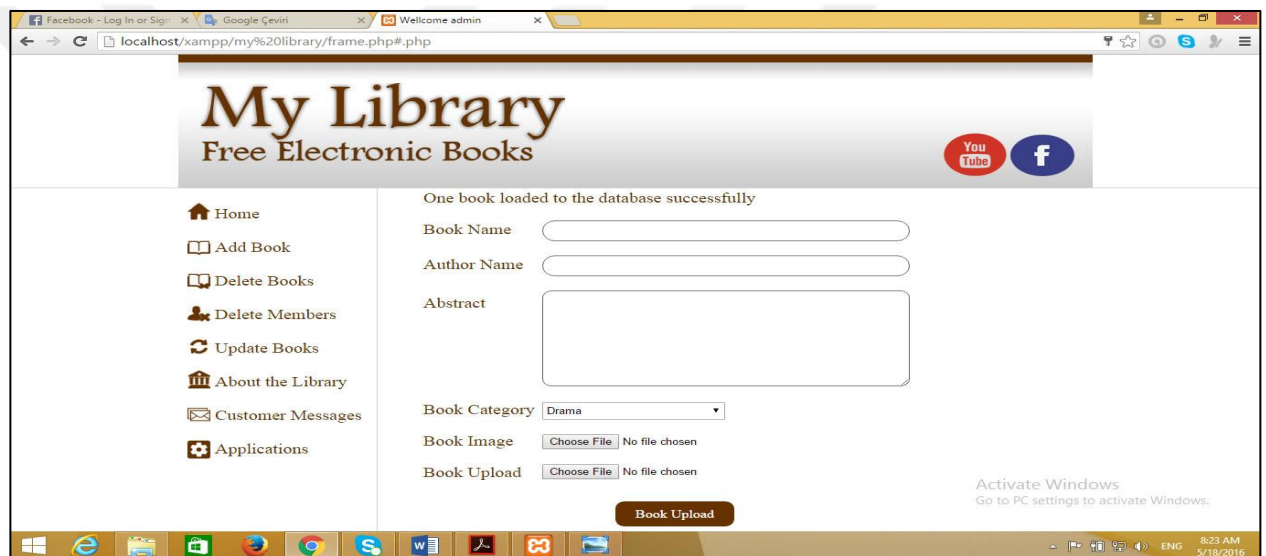 Facebook - Log In or Sign
Google Çeviri
Wellcome admin
localhost/xampp/my%20library/frame.php#.php
My Library
Free Electronic Books
You
Tube
f
Home
Add Book
Delete Books
Delete Members
Update Books
About the Library
Customer Messages
Applications
One book loaded to the database successfully
Book Name
Author Name
Abstract
Book Category Drama
Book Image Choose File No file chosen
Book Upload Choose File No file chosen
Book Upload
Activate Windows
Go to PC settings to activate Windows.
ENG
8:23 AM
5/18/2016